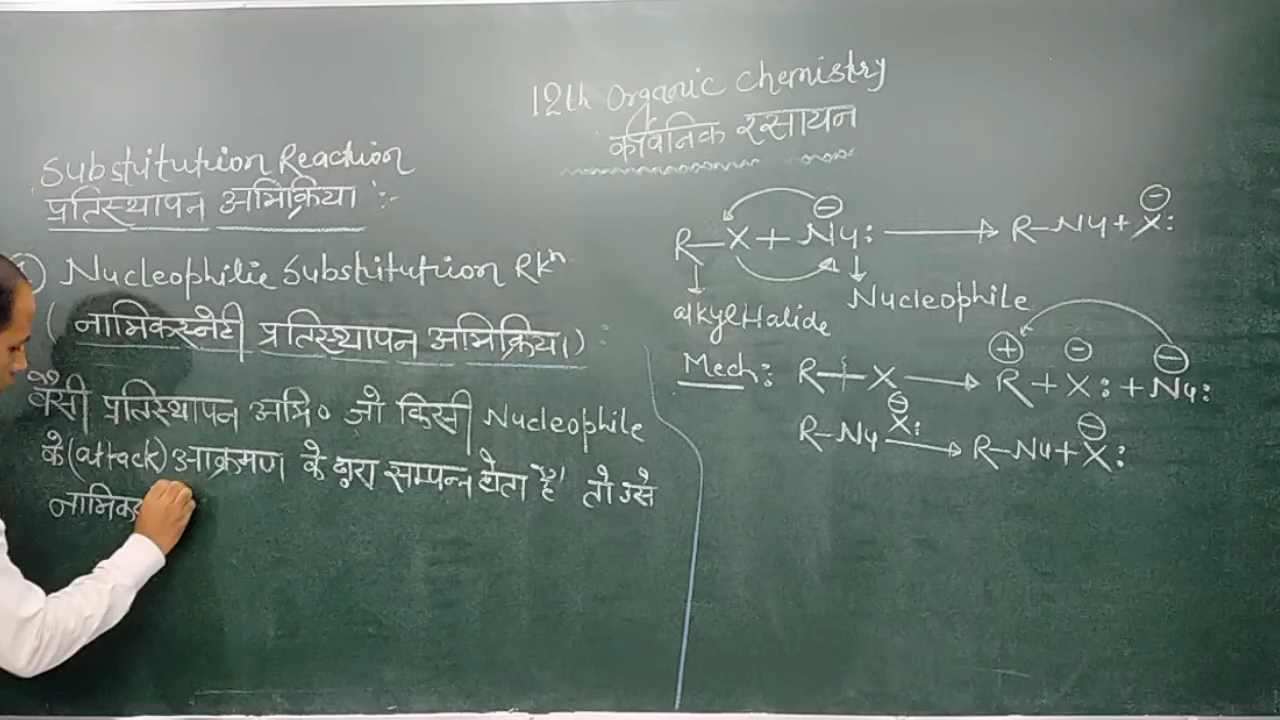 12th Organic Chemistry
कार्बनिक रसायन
Substitution Reaction
प्रतिस्थापन अभिक्रिया :-
Nucleophilic Substitution Rkⁿ
(नाभिकस्नेही प्रतिस्थापन अभिक्रिया) :
वैसी प्रतिस्थापन अभि० जो किसी Nucleophile
के (attack) आक्रमण के द्वारा सम्पन्न होता है' तो उसे
नाभिक
R-X + Nu:⊖ → R-Nu + X:⊖
alkyl Halide
Nucleophile
Mech: R-X → R⊕ + X:⊖ + Nu:⊖
R-Nu X:⊖ → R-Nu + X:⊖